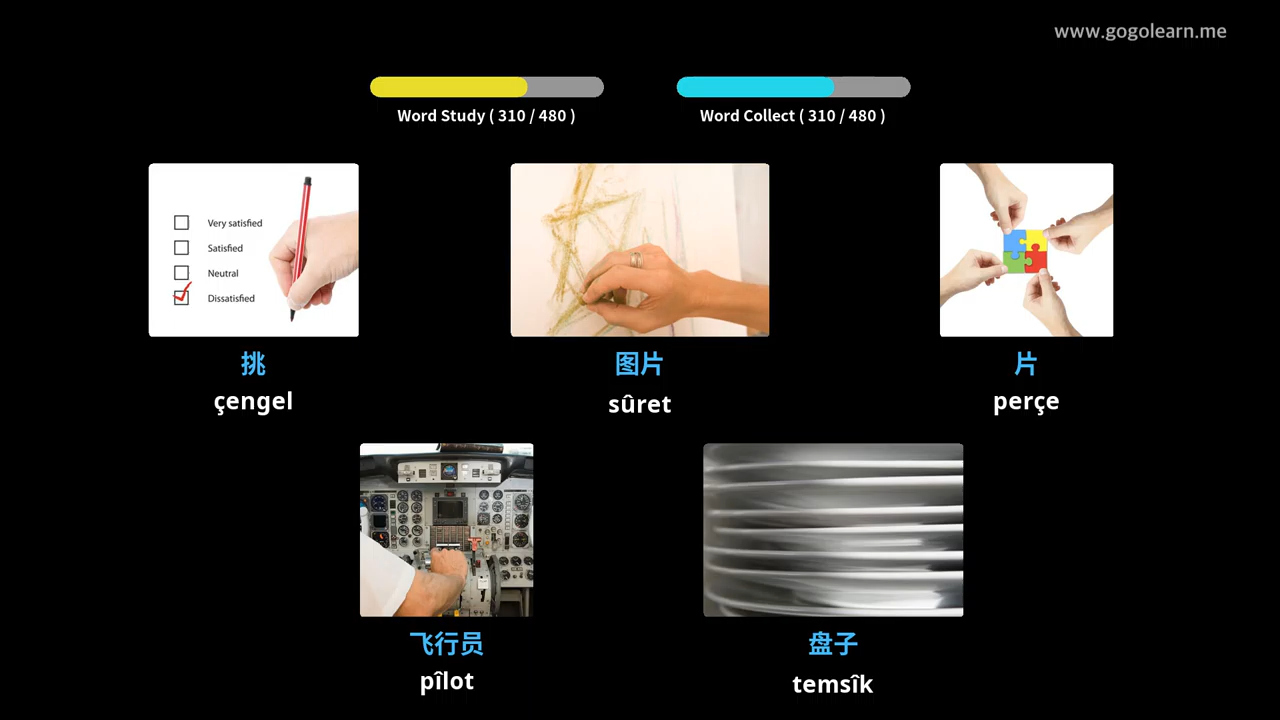 www.gogolearn.me
Word Study ( 310 / 480 )
Word Collect ( 310 / 480 )
Very satisfied
Satisfied
Neutral
Dissatisfied
挑
çengel
图片
sûret
片
perçe
飞行员
pîlot
盘子
temsîk